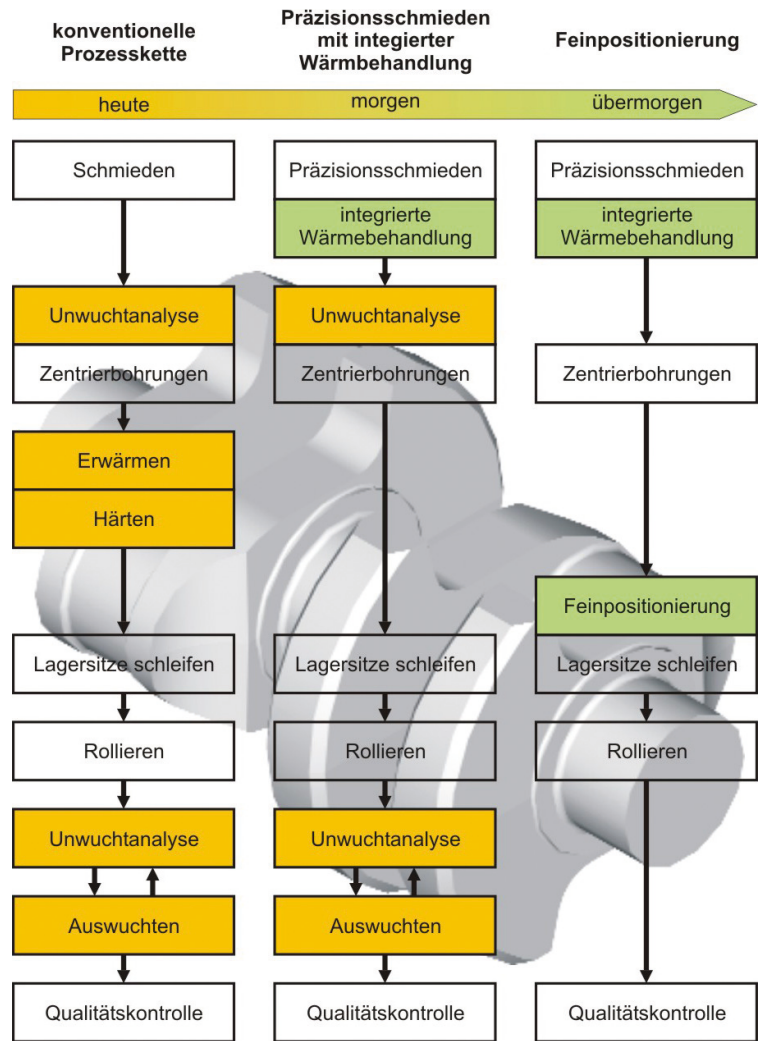 konventionelle
Prozesskette
Präzisionsschmieden
mit integrierter
Wärmbehandlung
Feinpositionierung
heute
morgen
übermorgen
Schmieden
Unwuchtanalyse
Zentrierbohrungen
Erwärmen
Härten
Lagersitze schleifen
Rollieren
Unwuchtanalyse
Auswuchten
Qualitätskontrolle
Präzisionsschmieden
integrierte
Wärmebehandlung
Unwuchtanalyse
Zentrierbohrungen
Lagersitze schleifen
Rollieren
Unwuchtanalyse
Auswuchten
Qualitätskontrolle
Präzisionsschmieden
integrierte
Wärmebehandlung
Zentrierbohrungen
Feinpositionierung
Lagersitze schleifen
Rollieren
Qualitätskontrolle